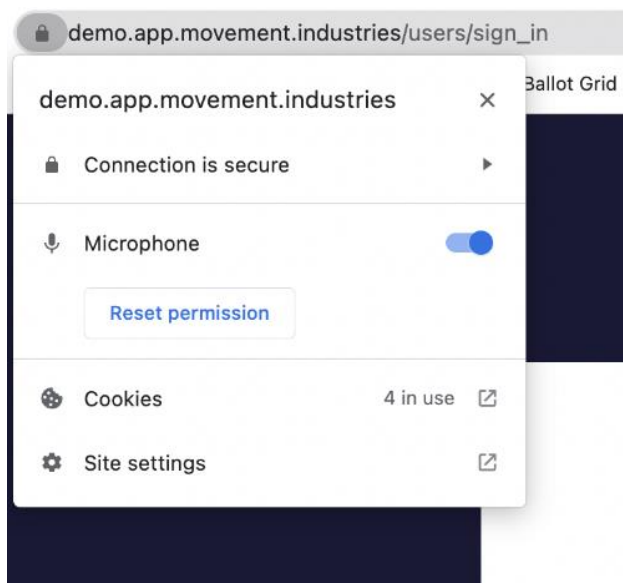 demo.app.movement.industries/users/sign_in
Ballot Grid
demo.app.movement.industries
Connection is secure
Microphone
Reset permission
Cookies 4 in use
Site settings